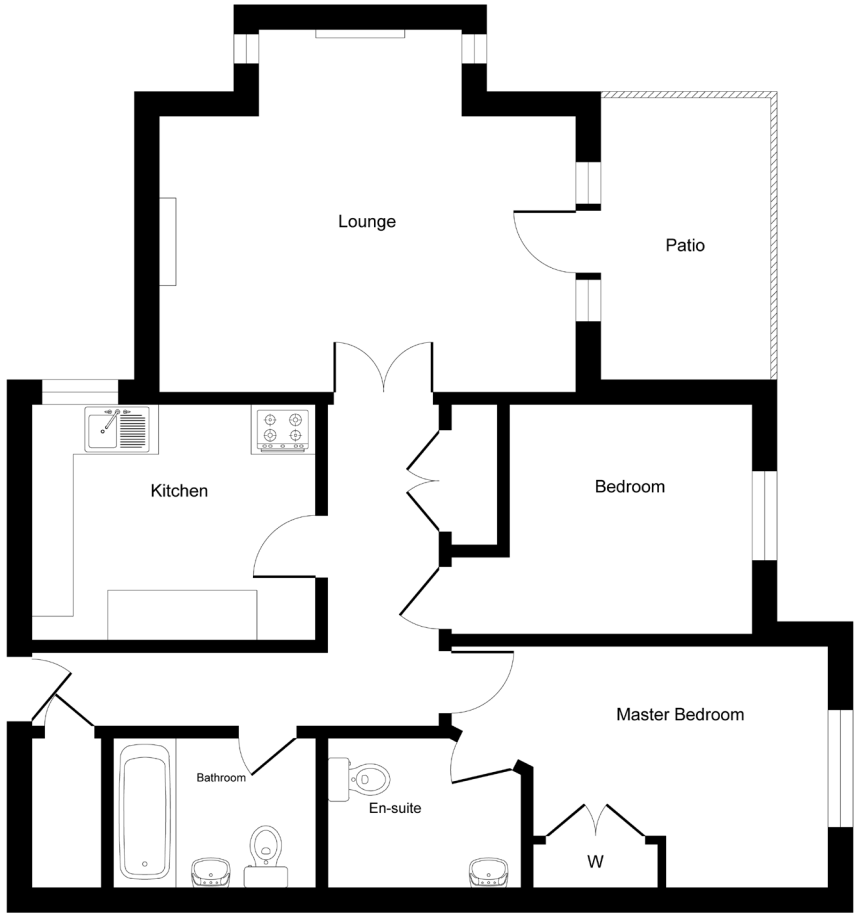 Lounge
Patio
Kitchen
Bedroom
Master Bedroom
Bathroom
En-suite
W